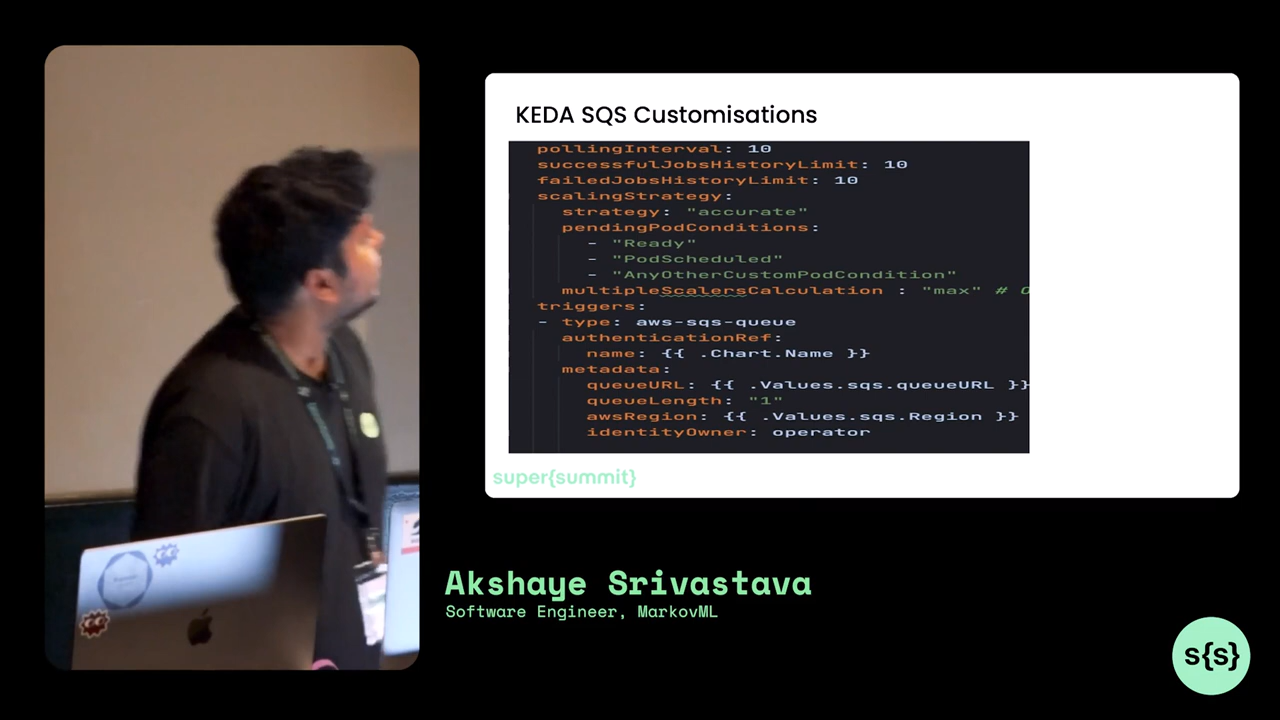 KEDA SQS Customisations
pollingInterval: 10
successfulJobsHistoryLimit: 10
failedJobsHistoryLimit: 10
scalingStrategy:
strategy: "accurate"
pendingPodConditions:
- "Ready"
- "PodScheduled"
- "AnyOtherCustomPodCondition"
multipleScalersCalculation : "max" #
triggers:
- type: aws-sqs-queue
authenticationRef:
name: {{ .Chart.Name }}
metadata:
queueURL: {{ .Values.sqs.queueURL }}
queueLength: "1"
awsRegion: {{ .Values.sqs.Region }}
identityOwner: operator
super{summit}
Akshaye Srivastava
Software Engineer, MarkovML
s{s}